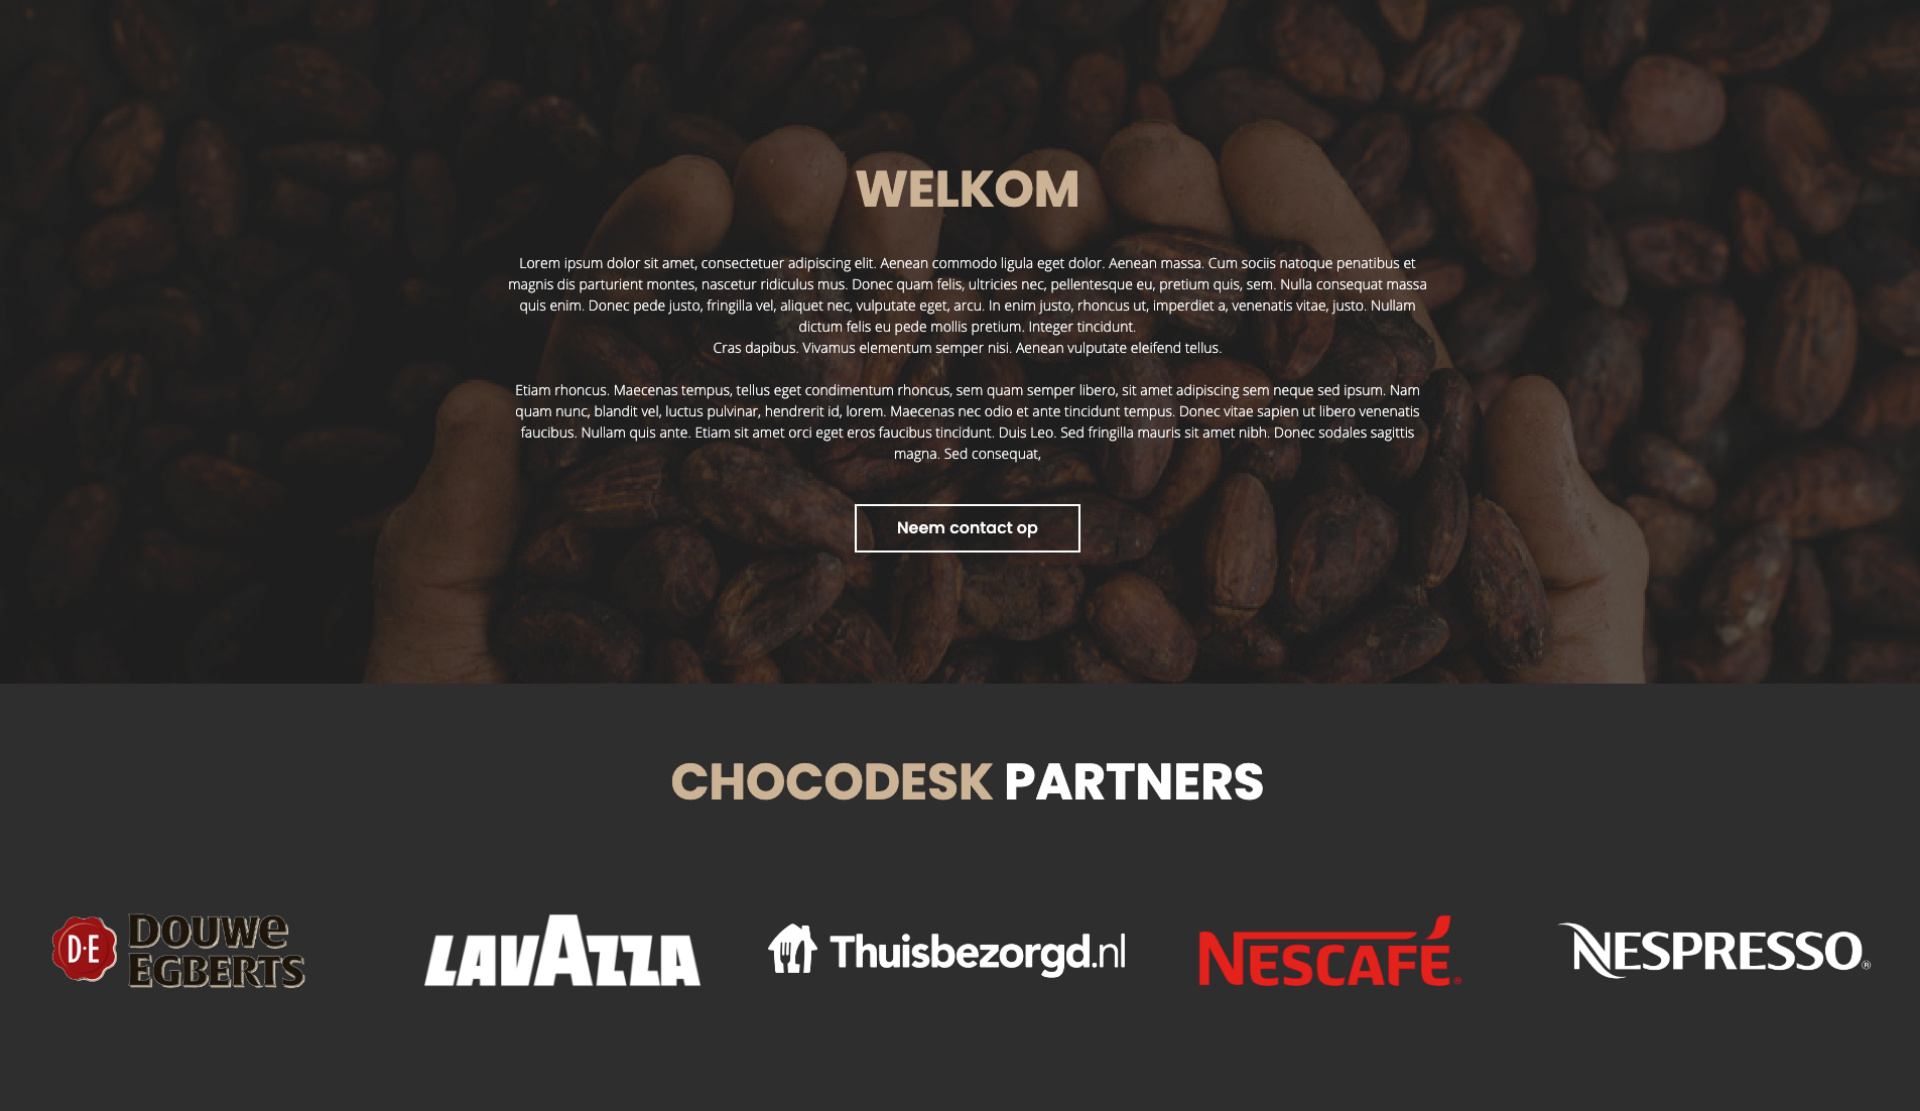 WELKOM
Lorem ipsum dolor sit amet, consectetuer adipiscing elit. Aenean commodo ligula eget dolor. Aenean massa. Cum sociis natoque penatibus et
magnis dis parturient montes, nascetur ridiculus mus. Donec quam felis, ultricies nec, pellentesque eu, pretium quis, sem. Nulla consequat massa
quis enim. Donec pede justo, fringilla vel, aliquet nec, vulputate eget, arcu. In enim justo, rhoncus ut, imperdiet a, venenatis vitae, justo. Nullam
dictum felis eu pede mollis pretium. Integer tincidunt.
Cras dapibus. Vivamus elementum semper nisi. Aenean vulputate eleifend tellus.
Etiam rhoncus. Maecenas tempus, tellus eget condimentum rhoncus, sem quam semper libero, sit amet adipiscing sem neque sed ipsum. Nam
quam nunc, blandit vel, luctus pulvinar, hendrerit id, lorem. Maecenas nec odio et ante tincidunt tempus. Donec vitae sapien ut libero venenatis
faucibus. Nullam quis ante. Etiam sit amet orci eget eros faucibus tincidunt. Duis Leo. Sed fringilla mauris sit amet nibh. Donec sodales sagittis
magna. Sed consequat,
Neem contact op
CHOCODESK PARTNERS
D·E DOUWE
EGBERTS
LAVAZZA
Thuisbezorgd.nl
NESCAFÉ®
NESPRESSO®